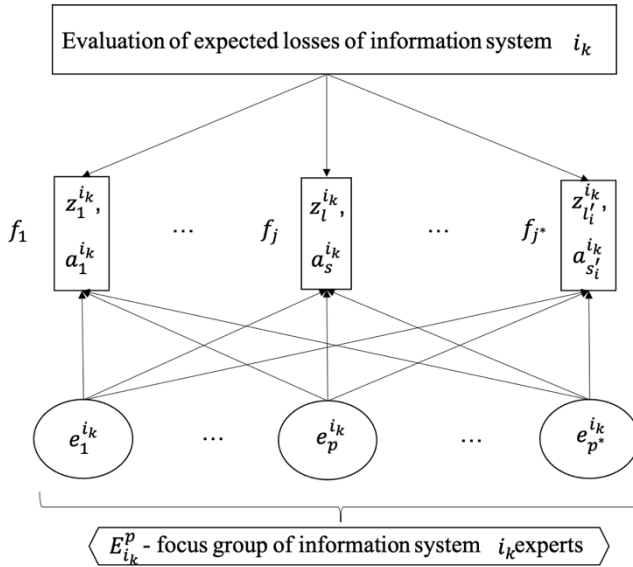 Evaluation of expected losses of information system i_k
z_1^{i_k}, z_l^{i_k}, z_{l'_i}^{i_k},
f_1 … f_j … f_{j*}
a_1^{i_k} a_s^{i_k} a_{s'_i}^{i_k}
e_1^{i_k} … e_p^{i_k} … e_{p*}^{i_k}
E_{i_k}^p - focus group of information system i_k experts